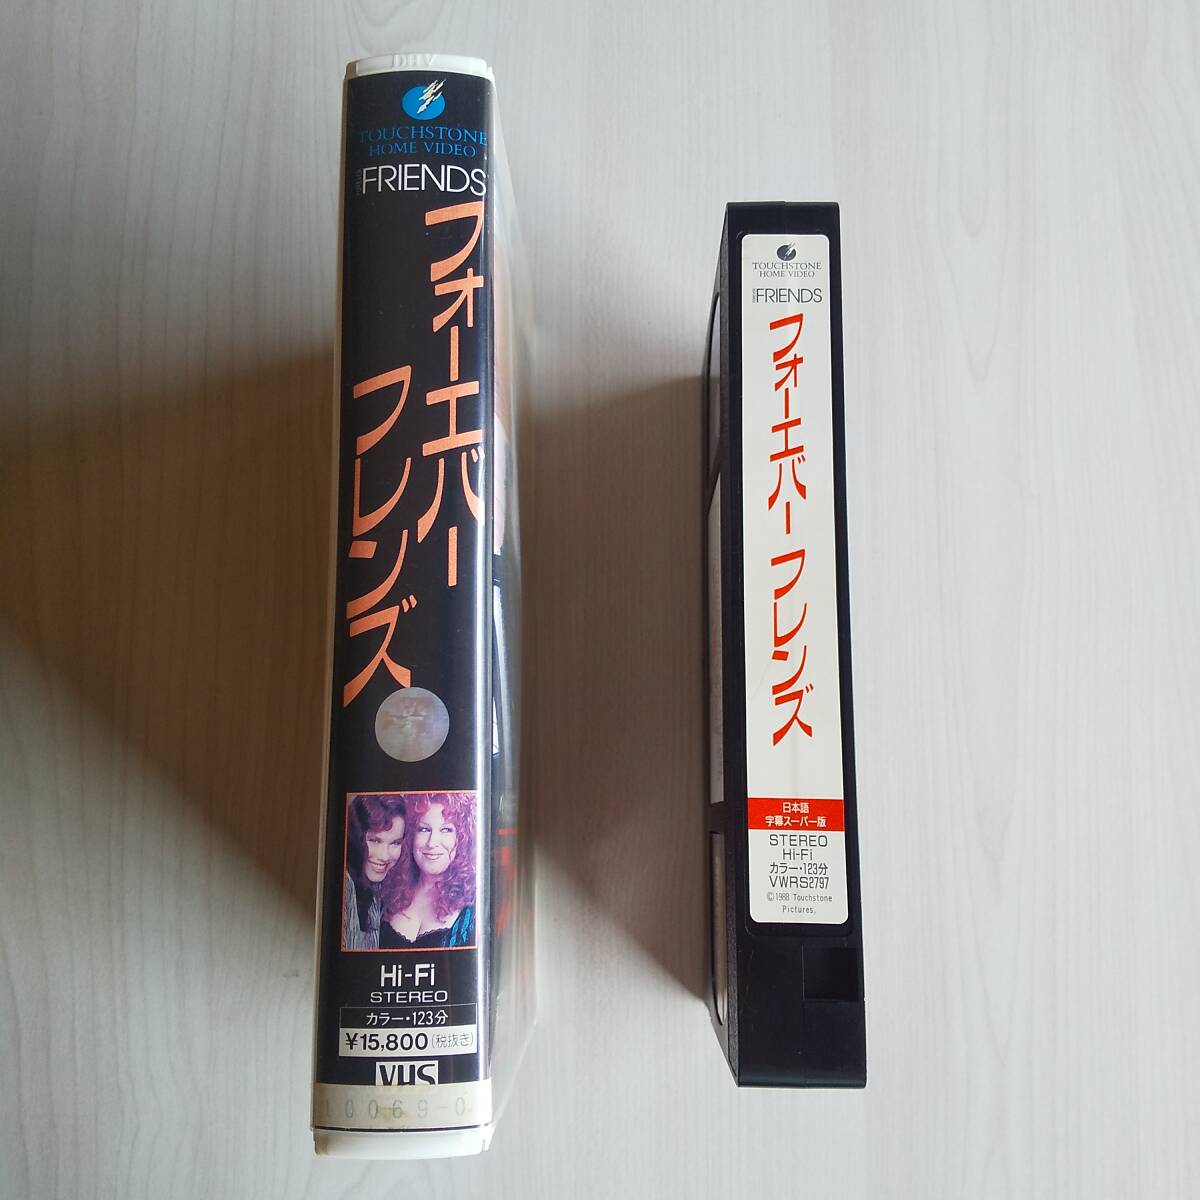 DHV
TOUCHSTONE
HOME VIDEO
FRIENDS
フォーエバー
フレンズ
Hi-Fi
STEREO
カラー・123分
¥15,800(税抜き)
VHS
0069-0
TOUCHSTONE
HOME VIDEO
FRIENDS
フォーエバー フレンズ
日本語
字幕スーパー版
STEREO
Hi-Fi
カラー・123分
VWRS2797
©1988 Touchstone
Pictures.